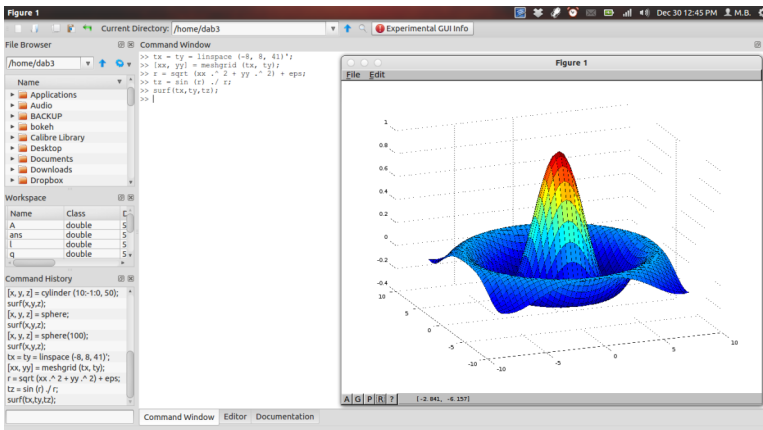 Figure 1
Dec 30 12:45 PM M.B.
Current Directory: /home/dab3
Experimental GUI Info
File Browser
/home/dab3
Name
Applications
Audio
BACKUP
bokeh
Calibre Library
Desktop
Documents
Downloads
Dropbox
Workspace
Name Class
A double 5
ans double 5
l double 5
q double 5
Command History
[x, y, z] = cylinder (10:-1:0, 50);
surf(x,y,z);
[x, y, z] = sphere;
surf(x,y,z);
[x, y, z] = sphere(100);
surf(x,y,z);
tx = ty = linspace (-8, 8, 41)';
[xx, yy] = meshgrid (tx, ty);
r = sqrt (xx .^ 2 + yy .^ 2) + eps;
tz = sin (r) ./ r;
surf(tx,ty,tz);
Command Window
>> tx = ty = linspace (-8, 8, 41)';
>> [xx, yy] = meshgrid (tx, ty);
>> r = sqrt (xx .^ 2 + yy .^ 2) + eps;
>> tz = sin (r) ./ r;
>> surf(tx,ty,tz);
>>
Figure 1
File Edit
1
0.8
0.6
0.4
0.2
0
-0.2
-0.4
10
5
0
-5
-10
-10
-5
0
5
10
A G P R ? [-2.841, -6.157]
Command Window Editor Documentation